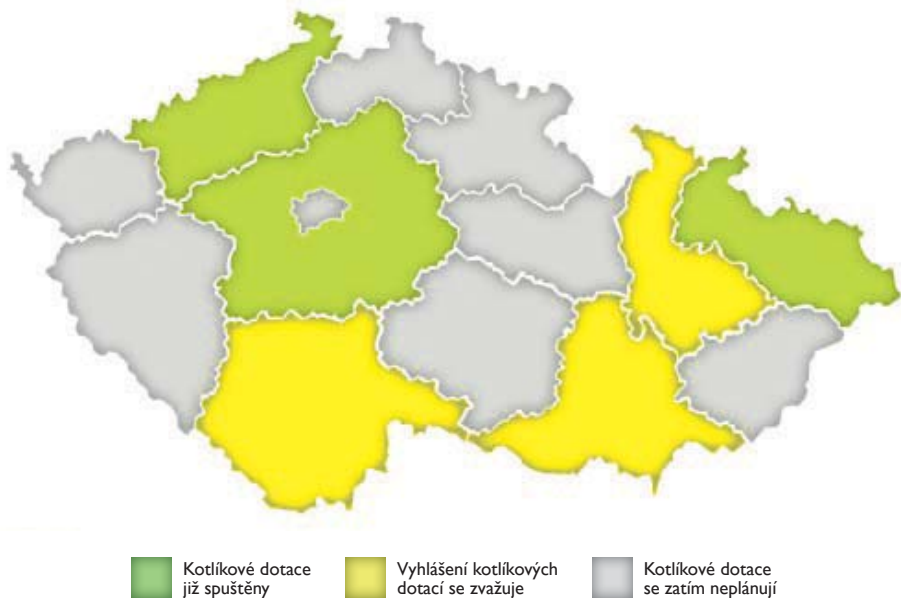 Kotlíkové dotace
již spuštěny
Vyhlášení kotlíkových
dotací se zvažuje
Kotlíkové dotace
se zatím neplánují